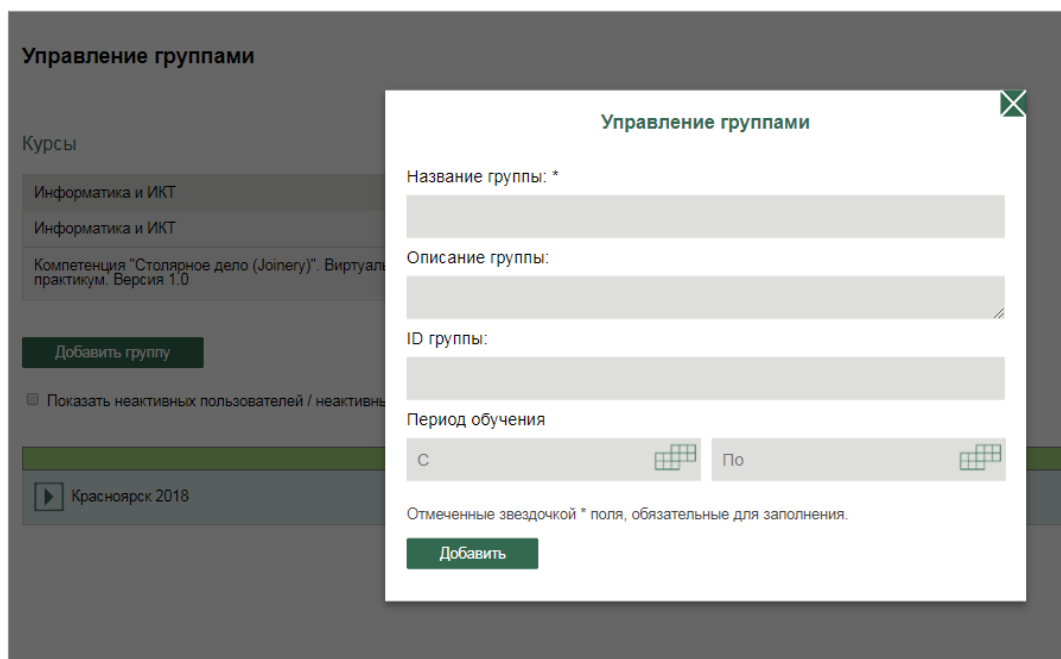 Управление группами
Курсы
Информатика и ИКТ
Информатика и ИКТ
Компетенция "Столярное дело (Joinery)".
практикум. Версия 1.0
Добавить группу
Показать неактивных пользователей /
Красноярск 2018
Управление группами
Название группы: *
Описание группы:
ID группы:
Период обучения
С
По
Отмеченные звездочкой * поля, обязательные для заполнения.
Добавить